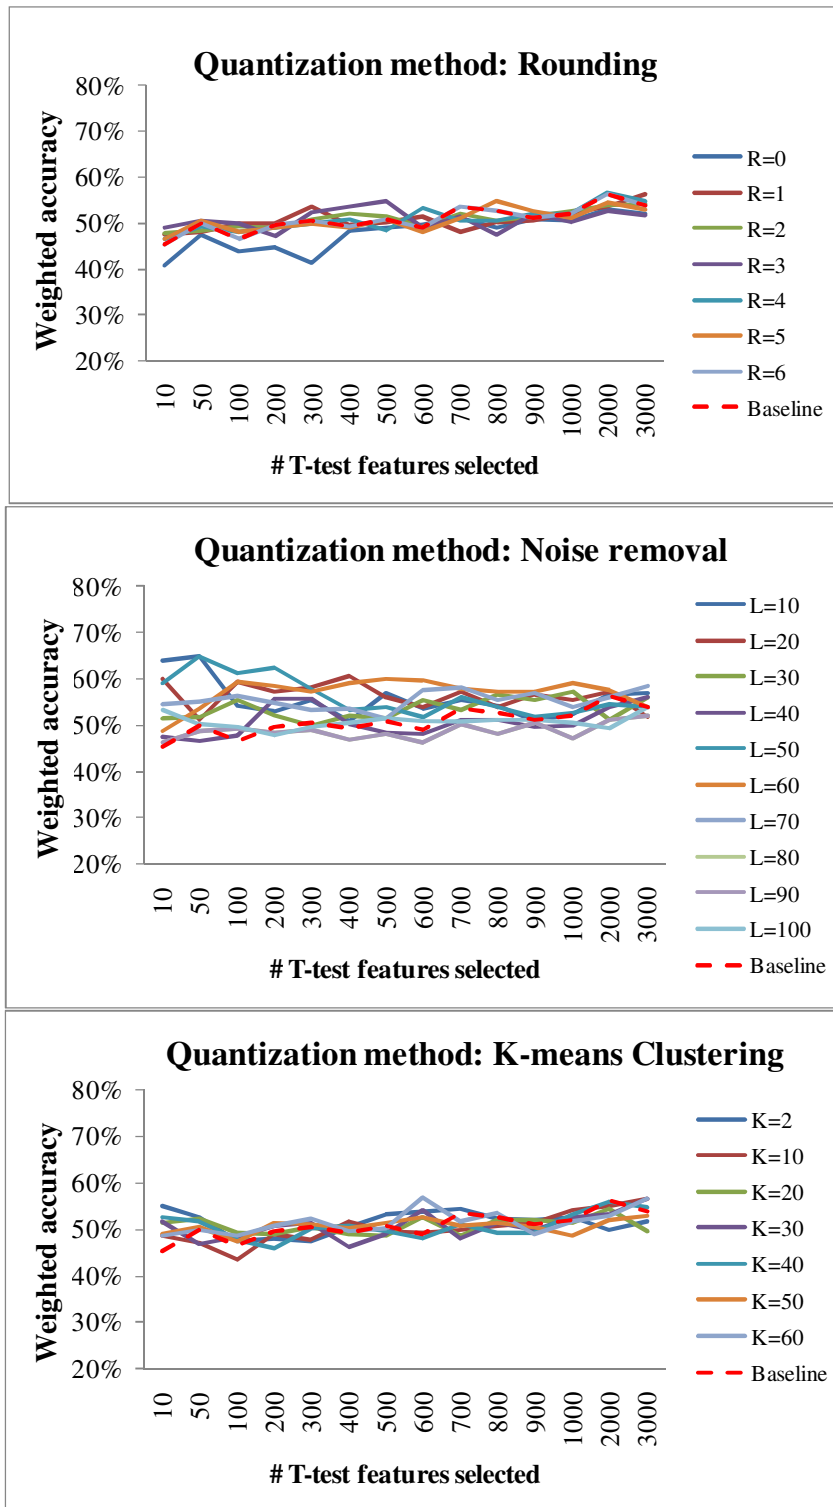 Quantization method: Rounding
80%
70%
60%
50%
40%
30%
20%
Weighted accuracy
10 50 100 200 300 400 500 600 700 800 900 1000 2000 3000
# T-test features selected
R=0
R=1
R=2
R=3
R=4
R=5
R=6
Baseline
Quantization method: Noise removal
80%
70%
60%
50%
40%
30%
20%
Weighted accuracy
10 50 100 200 300 400 500 600 700 800 900 1000 2000 3000
# T-test features selected
L=10
L=20
L=30
L=40
L=50
L=60
L=70
L=80
L=90
L=100
Baseline
Quantization method: K-means Clustering
80%
70%
60%
50%
40%
30%
20%
Weighted accuracy
10 50 100 200 300 400 500 600 700 800 900 1000 2000 3000
# T-test features selected
K=2
K=10
K=20
K=30
K=40
K=50
K=60
Baseline